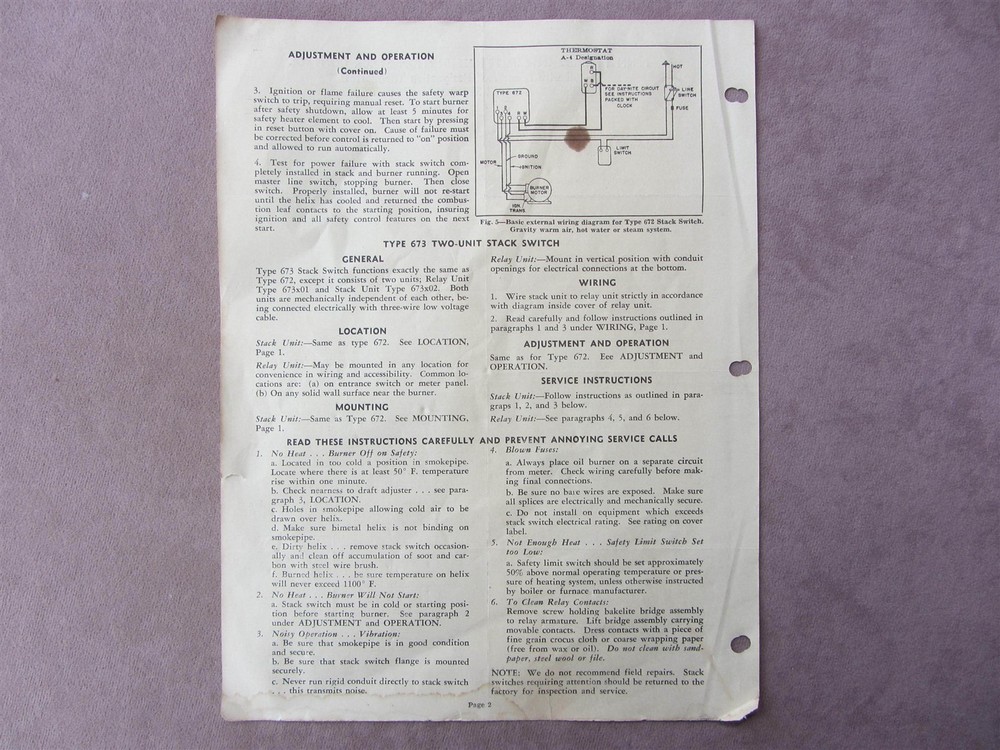 ADJUSTMENT AND OPERATION
(Continued)
3. Ignition or flame failure causes the safety warp
switch to trip, requiring manual reset. To start burner
after safety shutdown, allow at least 5 minutes for
safety heater element to cool. Then start by pressing
in reset button with cover on. Cause of failure must
be corrected before control is returned to "on" position
and allowed to run automatically.
4. Test for power failure with stack switch com-
pletely installed in stack and burner running. Open
master line switch, stopping burner. Then close
switch. Properly installed, burner will not re-start
until the helix has cooled and returned the combus-
tion leaf contacts to the starting position, insuring
ignition and all safety control features on the next
start.
THERMOSTAT
A-4 Designation
HOT
R
W B
TYPE 672
FOR DAY-NITE CIRCUIT
SEE INSTRUCTIONS
PACKED WITH
CLOCK
LINE
SWITCH
FUSE
LIMIT
SWITCH
GROUND
MOTOR
IGNITION
BURNER
MOTOR
IGN.
TRANS
Fig. 5—Basic external wiring diagram for Type 672 Stack Switch.
Gravity warm air, hot water or steam system.
TYPE 673 TWO-UNIT STACK SWITCH
GENERAL
Type 673 Stack Switch functions exactly the same as
Type 672, except it consists of two units; Relay Unit
Type 673x01 and Stack Unit Type 673x02. Both
units are mechanically independent of each other, be-
ing connected electrically with three-wire low voltage
cable.
LOCATION
Stack Unit:—Same as type 672. See LOCATION,
Page 1.
Relay Unit:—May be mounted in any location for
convenience in wiring and accessibility. Common lo-
cations are: (a) on entrance switch or meter panel.
(b) On any solid wall surface near the burner.
MOUNTING
Stack Unit:—Same as Type 672. See MOUNTING,
Page 1.
Relay Unit:—Mount in vertical position with conduit
openings for electrical connections at the bottom.
WIRING
1. Wire stack unit to relay unit strictly in accordance
with diagram inside cover of relay unit.
2. Read carefully and follow instructions outlined in
paragraphs 1 and 3 under WIRING, Page 1.
ADJUSTMENT AND OPERATION
Same as for Type 672. Eee ADJUSTMENT and
OPERATION.
SERVICE INSTRUCTIONS
Stack Unit:—Follow instructions as outlined in para-
graps 1, 2, and 3 below.
Relay Unit:—See paragraphs 4, 5, and 6 below.
READ THESE INSTRUCTIONS CAREFULLY AND PREVENT ANNOYING SERVICE CALLS
1. No Heat . . . Burner Off on Safety:
a. Located in too cold a position in smokepipe.
Locate where there is at least 50° F. temperature
rise within one minute.
b. Check nearness to draft adjuster . . . see para-
graph 3, LOCATION.
c. Holes in smokepipe allowing cold air to be
drawn over helix.
d. Make sure bimetal helix is not binding on
smokepipe.
e. Dirty helix . . . remove stack switch occasion-
ally and clean off accumulation of soot and car-
bon with steel wire brush.
f. Burned helix . . . be sure temperature on helix
will never exceed 1100° F.
2. No Heat . . . Burner Will Not Start:
a. Stack switch must be in cold or starting posi-
tion before starting burner. See paragraph 2
under ADJUSTMENT and OPERATION.
3. Noisy Operation . . . Vibration:
a. Be sure that smokepipe is in good condition
and secure.
b. Be sure that stack switch flange is mounted
securely.
c. Never run rigid conduit directly to stack switch
. . . this transmits noise.
4. Blown Fuses:
a. Always place oil burner on a separate circuit
from meter. Check wiring carefully before mak-
ing final connections.
b. Be sure no bare wires are exposed. Make sure
all splices are electrically and mechanically secure.
c. Do not install on equipment which exceeds
stack switch electrical rating. See rating on cover
label.
5. Not Enough Heat . . . Safety Limit Switch Set
too Low:
a. Safety limit switch should be set approximately
50% above normal operating temperature or pres-
sure of heating system, unless otherwise instructed
by boiler or furnace manufacturer.
6. To Clean Relay Contacts:
Remove screw holding bakelite bridge assembly
to relay armature. Lift bridge assembly carrying
movable contacts. Dress contacts with a piece of
fine grain crocus cloth or coarse wrapping paper
(free from wax or oil). Do not clean with sand-
paper, steel wool or file.
NOTE: We do not recommend field repairs. Stack
switches requiring attention should be returned to the
factory for inspection and service.
Page 2